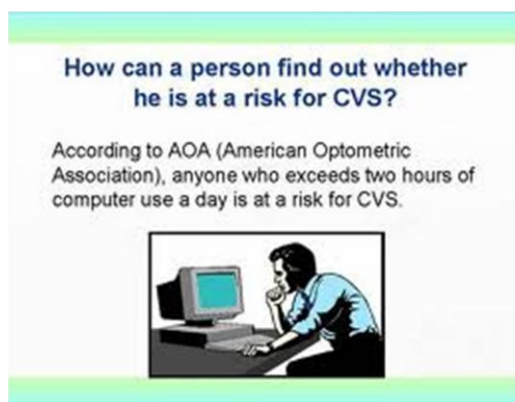 How can a person find out whether
he is at a risk for CVS?
According to AOA (American Optometric
Association), anyone who exceeds two hours of
computer use a day is at a risk for CVS.